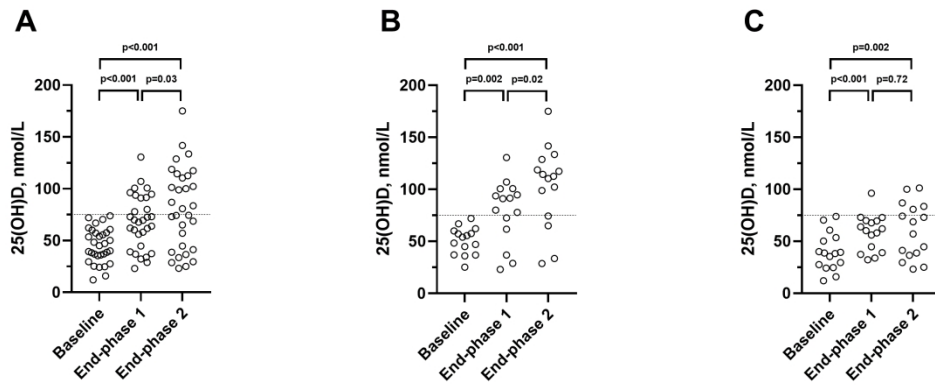 A
p<0.001
p<0.001 p=0.03
25(OH)D, nmol/L
200
150
100
50
0
Baseline
End-phase 1
End-phase 2
B
p<0.001
p=0.002 p=0.02
25(OH)D, nmol/L
200
150
100
50
0
Baseline
End-phase 1
End-phase 2
C
p=0.002
p<0.001 p=0.72
25(OH)D, nmol/L
200
150
100
50
0
Baseline
End-phase 1
End-phase 2